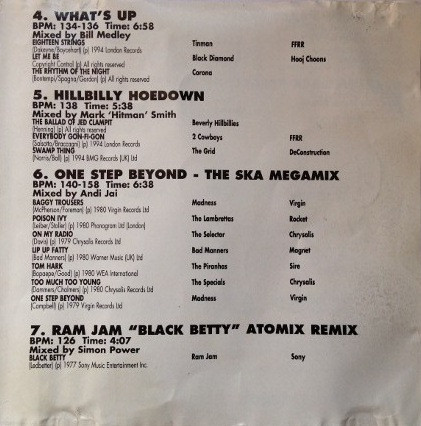 4. WHAT'S UP
BPM: 134-136 Time: 6:58
Mixed by Bill Medley
EIGHTEEN STRINGS Tinman FFRR
(p) 1994 London Records
LET ME BE Black Diamond Hooj Choons
Copyright Control (p) All rights reserved
THE RHYTHM OF THE NIGHT Corona
(Bontempi/Spagna/Gordon) (p) All rights reserved
5. HILLBILLY HOEDOWN
BPM: 138 Time: 5:38
Mixed by Mark 'Hitman' Smith
THE BALLAD OF JED CLAMPIT Beverly Hillbillies
(Henning) (p) All rights reserved
EVERYBODY GON-FI-GON 2 Cowboys FFRR
(p) 1994 London Records
SWAMP THING The Grid DeConstruction
(Norris/Ball) (p) 1994 BMG Records (UK) Ltd
6. ONE STEP BEYOND - THE SKA MEGAMIX
BPM: 140-158 Time: 6:38
Mixed by Andi Jai
BAGGY TROUSERS Madness Virgin
(McPherson/Foreman) (p) 1980 Virgin Records Ltd
POISON IVY The Lambrettas Rocket
(Leiber/Stoller) (p) 1980 Phonogram Ltd (London)
ON MY RADIO The Selector Chrysalis
(Davis) (p) 1979 Chrysalis Records Ltd
LIP UP FATTY Bad Manners Magnet
(Bad Manners) (p) 1980 Warner Music (UK) Ltd
TOM HARK The Piranhas Sire
(p) 1980 WEA International
TOO MUCH TOO YOUNG The Specials Chrysalis
(Dammers/Chalmers) (p) 1980 Chrysalis Records Ltd
ONE STEP BEYOND Madness Virgin
(Campbell) (p) 1979 Virgin Records Ltd
7. RAM JAM "BLACK BETTY" ATOMIX REMIX
BPM: 126 Time: 4:07
Mixed by Simon Power
BLACK BETTY Ram Jam Sony
(Ledbetter) (p) 1977 Sony Music Entertainment Inc.